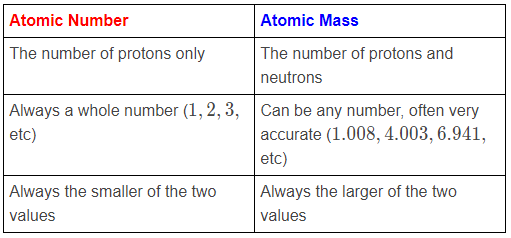 Atomic Number
Atomic Mass
The number of protons only
The number of protons and
neutrons
Always a whole number (1, 2, 3,
etc)
Can be any number, often very
accurate (1.008, 4.003, 6.941,
etc)
Always the smaller of the two
values
Always the larger of the two
values